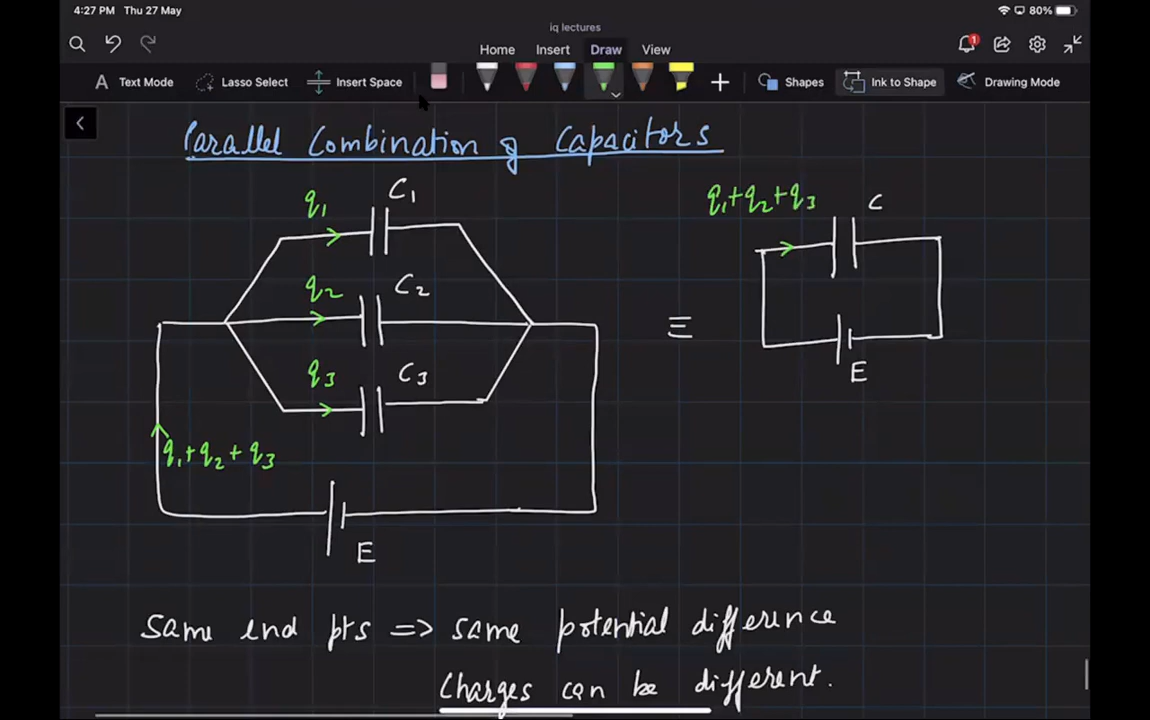 4:27 PM Thu 27 May
80%
iq lectures
Home Insert Draw View
1
A Text Mode Lasso Select Insert Space Shapes Ink to Shape Drawing Mode
Parallel Combination of Capacitors
q1 C1
q1+q2+q3 C
q2 C2
≡
q3 C3
E
q1+q2+q3
E
Same end pts => same potential difference
Charges can be different.